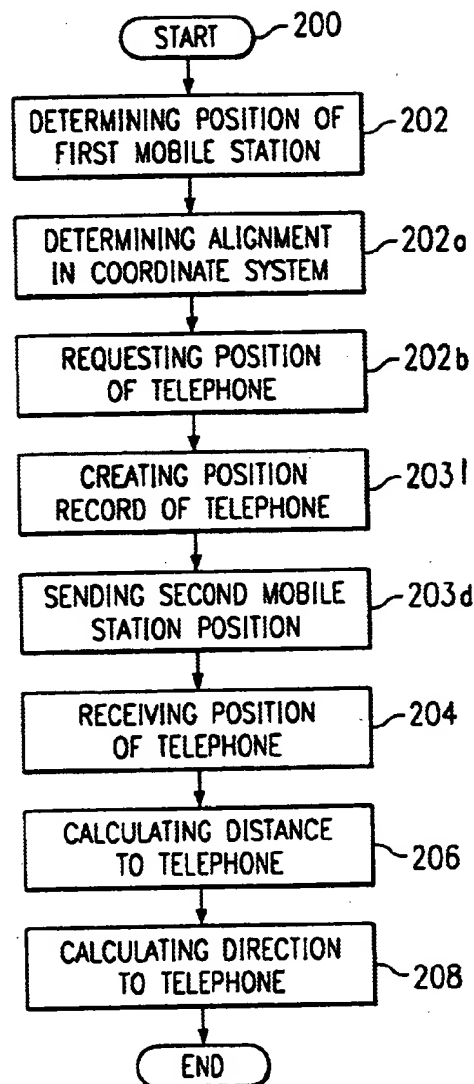 START
200
DETERMINING POSITION OF
FIRST MOBILE STATION
202
DETERMINING ALIGNMENT
IN COORDINATE SYSTEM
202a
REQUESTING POSITION
OF TELEPHONE
202b
CREATING POSITION
RECORD OF TELEPHONE
203l
SENDING SECOND MOBILE
STATION POSITION
203d
RECEIVING POSITION
OF TELEPHONE
204
CALCULATING DISTANCE
TO TELEPHONE
206
CALCULATING DIRECTION
TO TELEPHONE
208
END